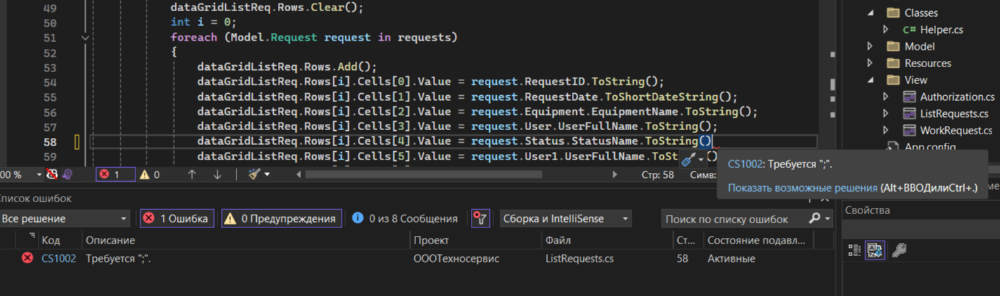 49 dataGridListReq.Rows.Clear();
50 int i = 0;
51 foreach (Model.Request request in requests)
52 {
53 dataGridListReq.Rows.Add();
54 dataGridListReq.Rows[i].Cells[0].Value = request.RequestID.ToString();
55 dataGridListReq.Rows[i].Cells[1].Value = request.RequestDate.ToShortDateString();
56 dataGridListReq.Rows[i].Cells[2].Value = request.Equipment.EquipmentName.ToString();
57 dataGridListReq.Rows[i].Cells[3].Value = request.User.UserFullName.ToString();
58 dataGridListReq.Rows[i].Cells[4].Value = request.Status.StatusName.ToString()
59 dataGridListReq.Rows[i].Cells[5].Value = request.User1.UserFullName.ToSt ()
Classes
C# Helper.cs
Model
Resources
View
Authorization.cs
ListRequests.cs
WorkRequest.cs
App.config
CS1002: Требуется ";".
Показать возможные решения (Alt+ВВОДилиCtrl+.)
00 % 1 0 Стр: 58 Симв:
Список ошибок
Все решение 1 Ошибка 0 Предупреждения 0 из 8 Сообщения Сборка и IntelliSense Поиск по списку ошибок
Код Описание Проект Файл Ст... Состояние подавл...
CS1002 Требуется ";". ОООТехносервис ListRequests.cs 58 Активные
Свойства